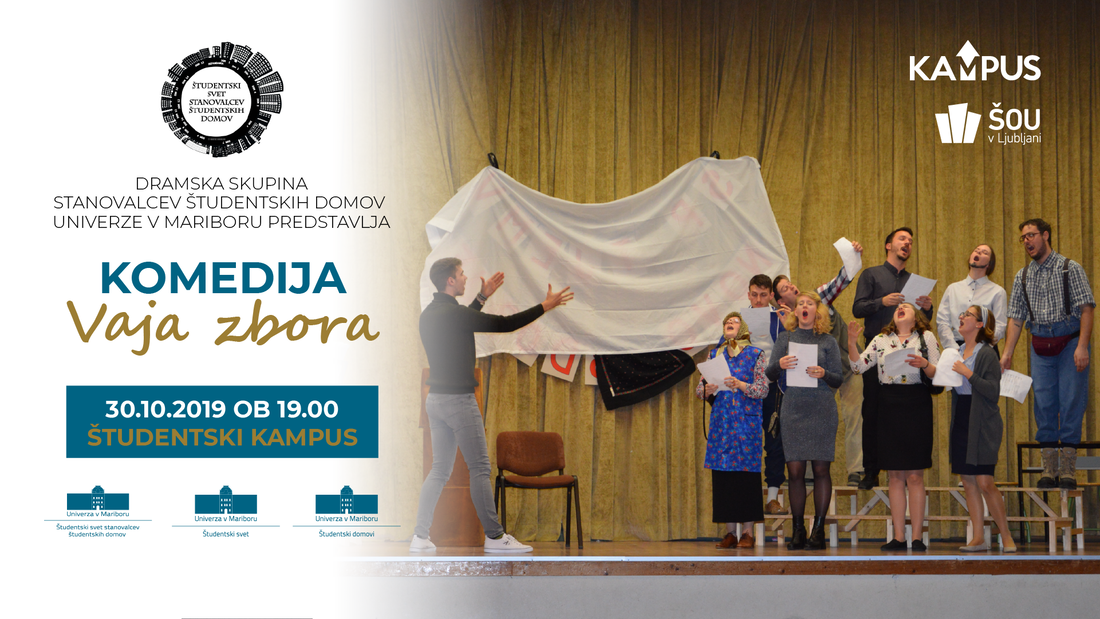 ŠTUDENTSKI
SVET
STANOVALCEV
ŠTUDENTSKIH
DOMOV
DRAMSKA SKUPINA
STANOVALCEV ŠTUDENTSKIH DOMOV
UNIVERZE V MARIBORU PREDSTAVLJA
KOMEDIJA
Vaja zbora
30.10.2019 OB 19.00
ŠTUDENTSKI KAMPUS
Univerza v Mariboru
Študentski svet stanovalcev
študentskih domov
Univerza v Mariboru
Študentski svet
Univerza v Mariboru
Študentski domovi
KAMPUS
ŠOU
v Ljubljani